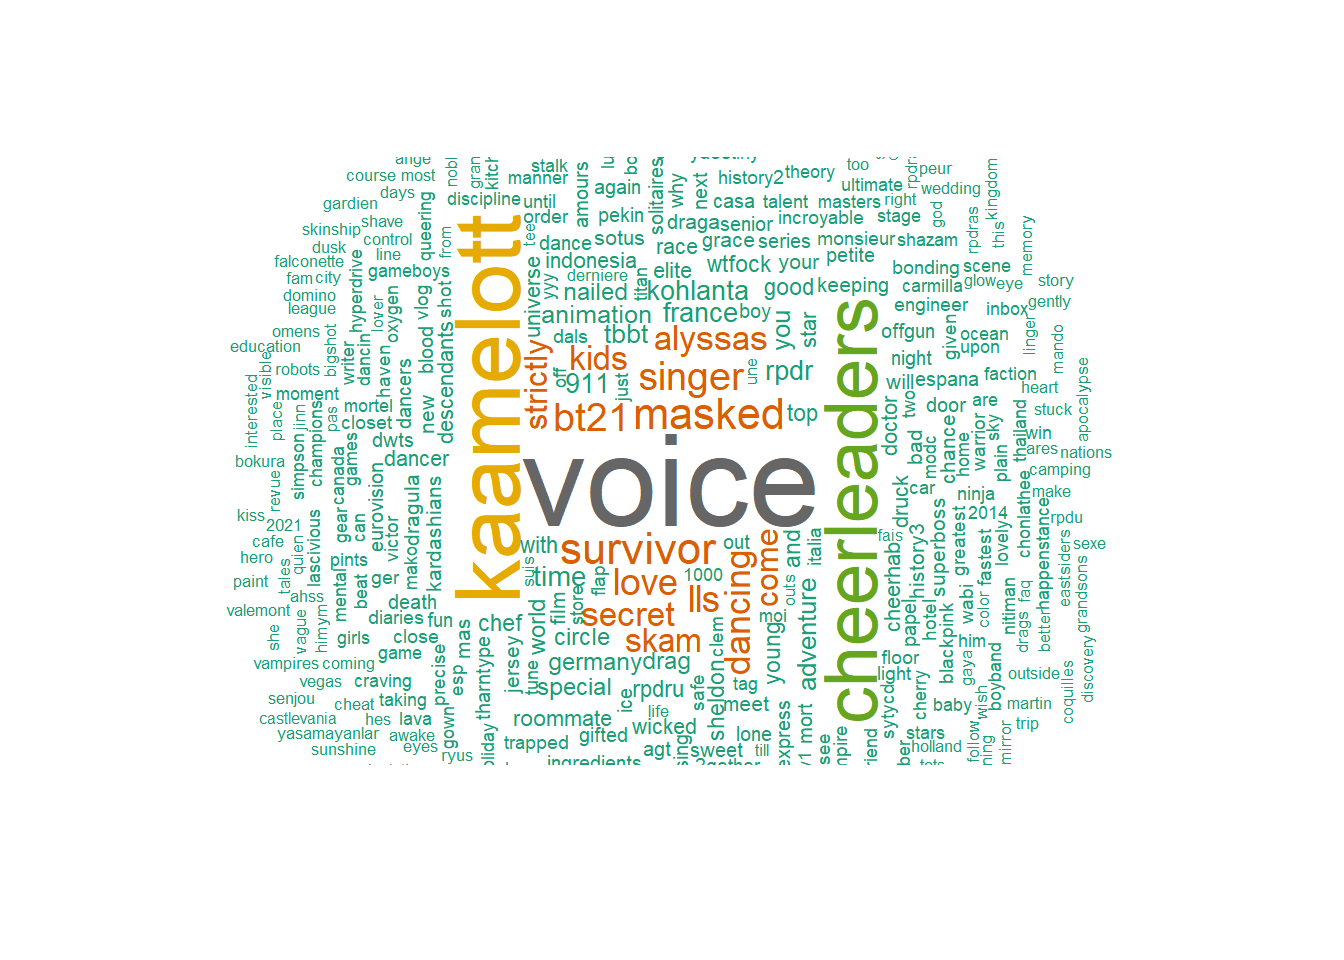 ange
course most
days
gardien
shave
skinship
control
dusk
line
falconette
fam city
domino
league
omens
education
robots
moment
visible
interested
place
jinn
bigshot
pas
writer
lover
hyperdrive
dancin
haven
oxygen
vlog
shot
gameboys
queering
from
discipline
until
order
manner
stalk
again
amours
pekin
solitaires
why
next
history2
theory
too
peur
ultimate
wedding
casa
talent
masters
right
god
kingdom
this
rpdras
draga
senior
incroyable
stage
dance
sotus
race
grace
series
monsieur
shazam
memory
indonesia
derniere
elite
wtfock
your
petite
bonding
scene
story
nailed
titan
yyy
kohlanta
good
keeping
carmilla
glow
eye
gently
universe
animation
france
boy
you
star
engineer
inbox
linger
mando
dals
tbbt
alyssas
offgun
given
ocean
upon
kaamelott
strictly
kids
singer
une
rpdr
night
faction
apocalypse
off
911
just
will
espana
heart
bt21
masked
top
doctor
two
door
are
stuck
descendants
blood
new
dancers
mortel
closet
champions
simpson
games
canada
dwts
dancer
bad
modc
chance
home
warrior
plain
sky
thailand
win
ares
nations
camping
bokura
voice
cheerleaders
druck
car
ninja
make
revue
gear
can
eurovision
makodragula
kardashians
kiss
2021
2014
rpdu
cafe
hero
quien
lascivious
pints
victor
with
survivor
out
and
italia
fais
history3
superboss
greatest
fastest
lovely
chonlathee
happenstance
eastsiders
sexe
paint
tales
ahss
mental
beat
ger
suis
time
flap
love
1000
outs
come
dancing
cheerhab
wabi
color
nitiman
drags
faq
better
grandsons
valemont
death
diaries
fun
store
film
secret
lls
moi
adventure
papel
hotel
blackpink
him
she
vague
himym
girls
close
mas
chef
world
circle
skam
clem
young
floor
gaya
boyband
outside
discovery
vampires
coming
game
precise
esp
jersey
tune
germany
drag
light
wish
coquilles
vegas
craving
tharntype
special
ice
rpdru
safe
sheldon
tag
meet
mort
sytycd
cherry
baby
martin
senjou
cheat
taking
gown
roommate
life
wicked
lone
express
see
stars
follow
trip
castlevania
hes
lava
yasamayanlar
awake
trapped
gifted
agt
sweet
till
holland
mirror
sunshine
eyes
ryus
ingredients